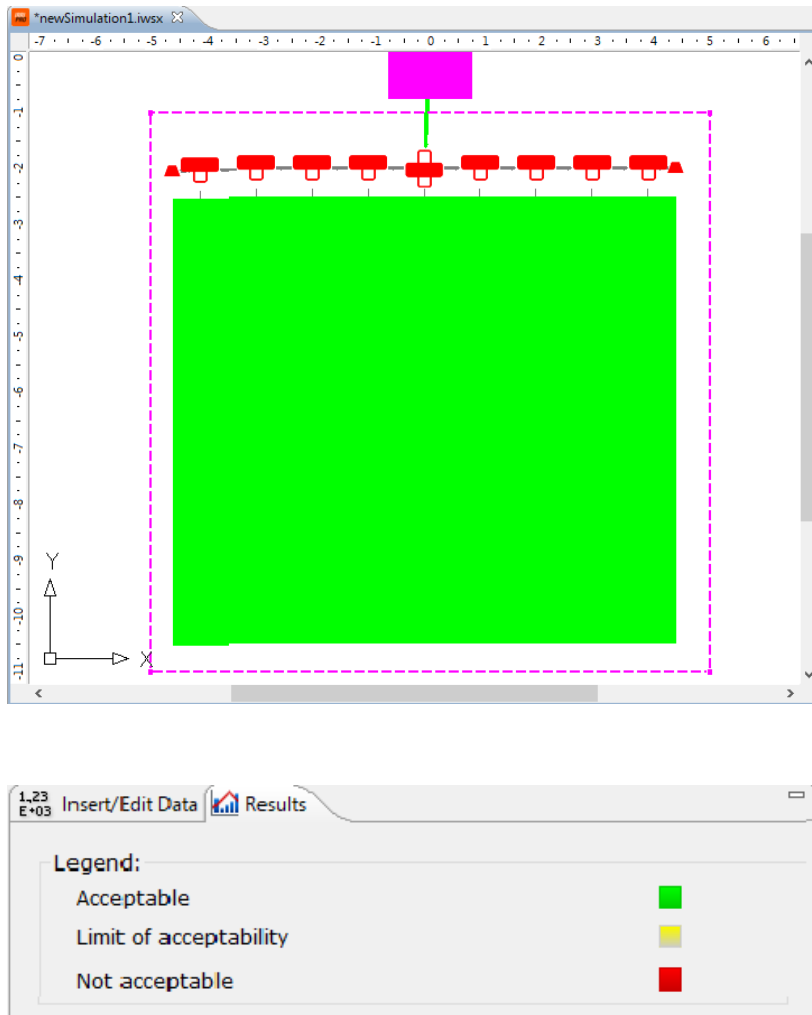 PRO *newSimulation1.iwsx
-7 -6 -5 -4 -3 -2 -1 0 1 2 3 4 5 6
0
-1
-2
-3
-4
-5
-6
-7
-8
-9
-10
-11
Y
X
1,23
E+03 Insert/Edit Data Results
Legend:
Acceptable
Limit of acceptability
Not acceptable